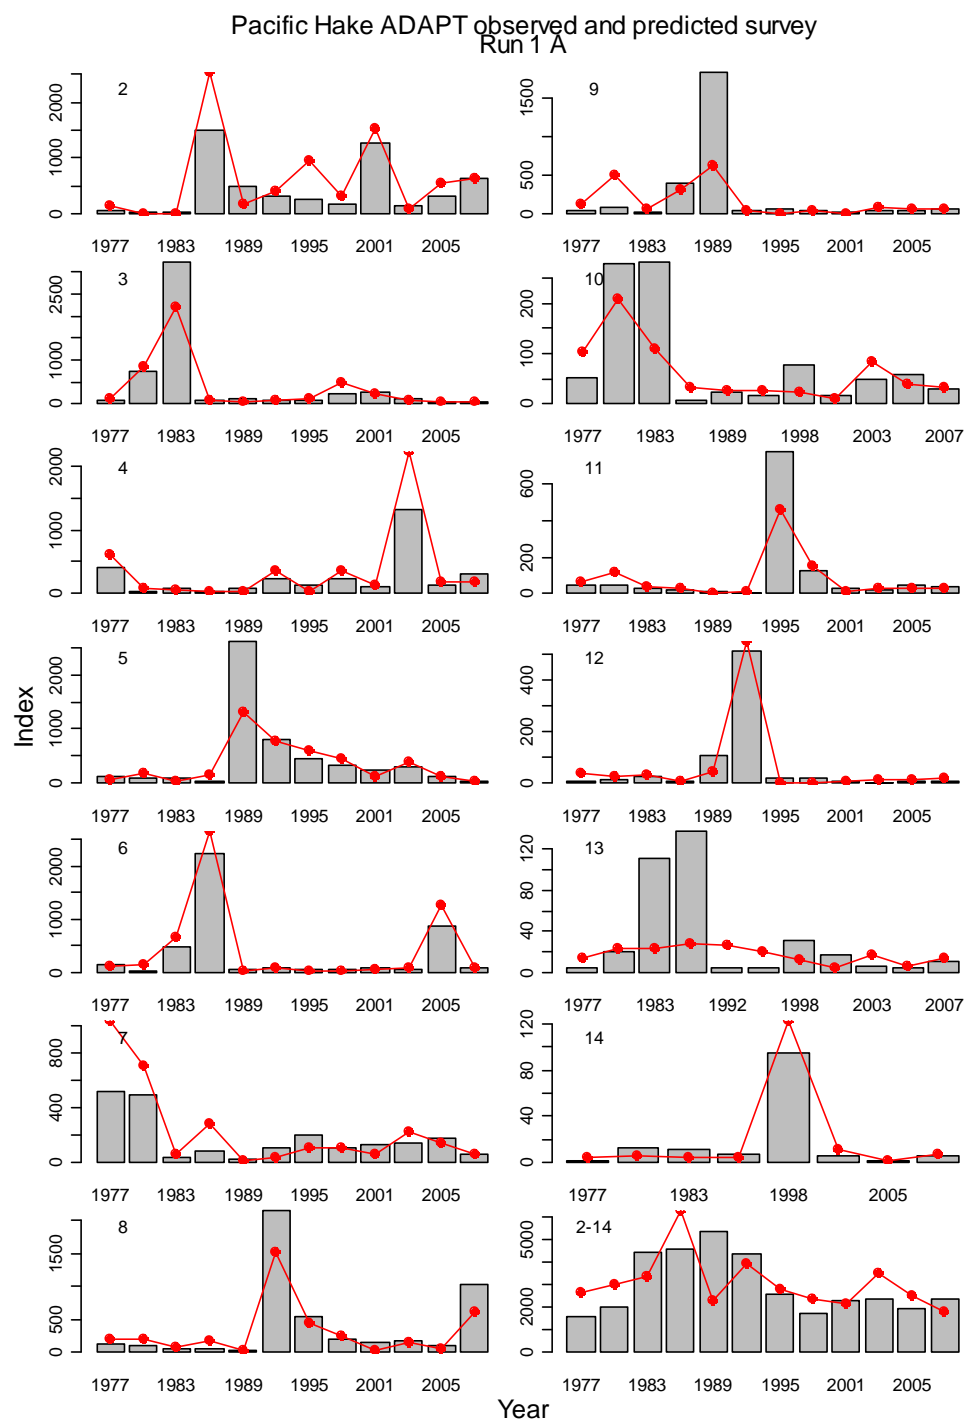 Pacific Hake ADAPT observed and predicted survey
Run 1 A
2
0 1000 2000
1977 1983 1989 1995 2001 2005
9
0 500 1500
1977 1983 1989 1995 2005
3
0 1000 2500
1977 1983 1989 1995 2001 2005
10
0 100 200
1977 1983 1989 1998 2003 2007
4
0 1000 2000
1977 1983 1989 1995 2001 2005
11
0 200 600
1977 1983 1989 1995 2001 2005
5
0 1000 2000
1977 1983 1989 1995 2001 2005
12
0 200 400
1977 1983 1989 1995 2001 2005
6
0 1000 2000
1977 1983 1989 1995 2001 2005
13
0 40 80 120
1977 1983 1992 1998 2003 2007
7
0 400 800
1977 1983 1989 1995 2001 2005
14
0 40 80 120
1977 1983 1998 2005
8
0 500 1500
1977 1983 1989 1995 2001 2005
2-14
0 2000 5000
1977 1983 1989 1995 2001 2005
Index
Year